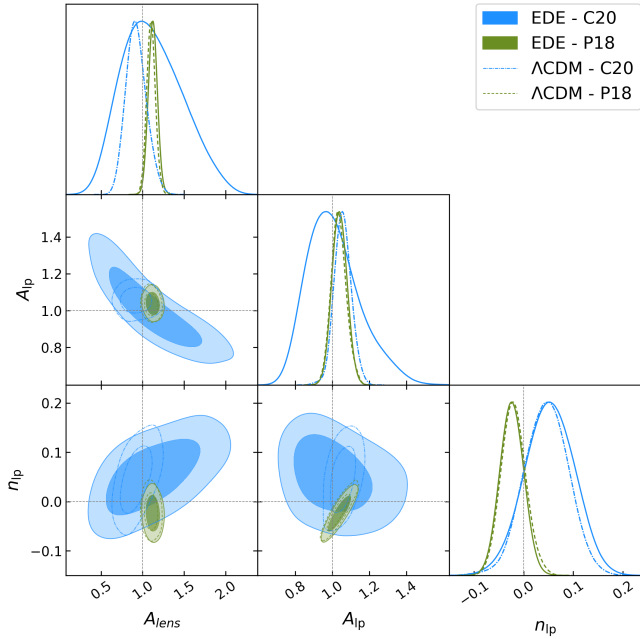 EDE - C20
EDE - P18
ΛCDM - C20
ΛCDM - P18
1.4
1.2
1.0
0.8
A_lp
0.2
0.1
0.0
−0.1
n_lp
0.5 1.0 1.5 2.0
A_lens
0.8 1.0 1.2 1.4
A_lp
−0.1 0.0 0.1 0.2
n_lp